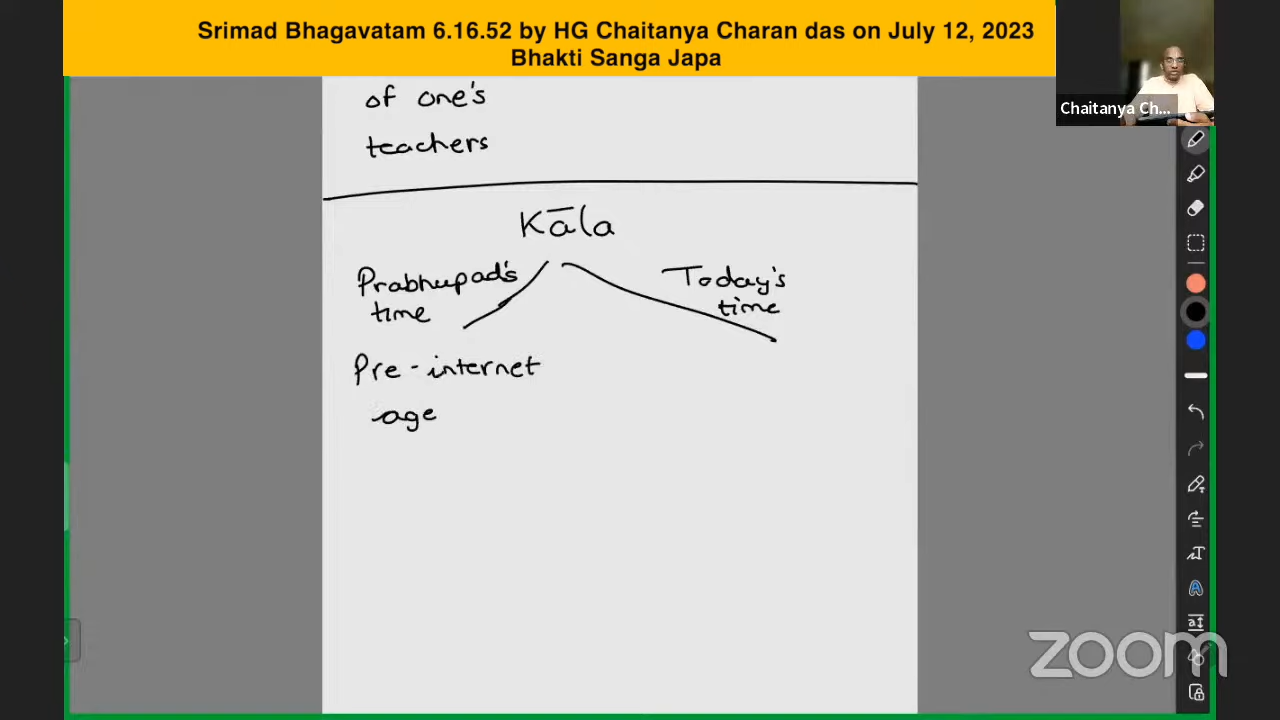 Srimad Bhagavatam 6.16.52 by HG Chaitanya Charan das on July 12, 2023
Bhakti Sanga Japa
Chaitanya Ch...
of one's
teachers
Kāla
Prabhupad's
time
Today's
time
Pre-internet
age
zoom